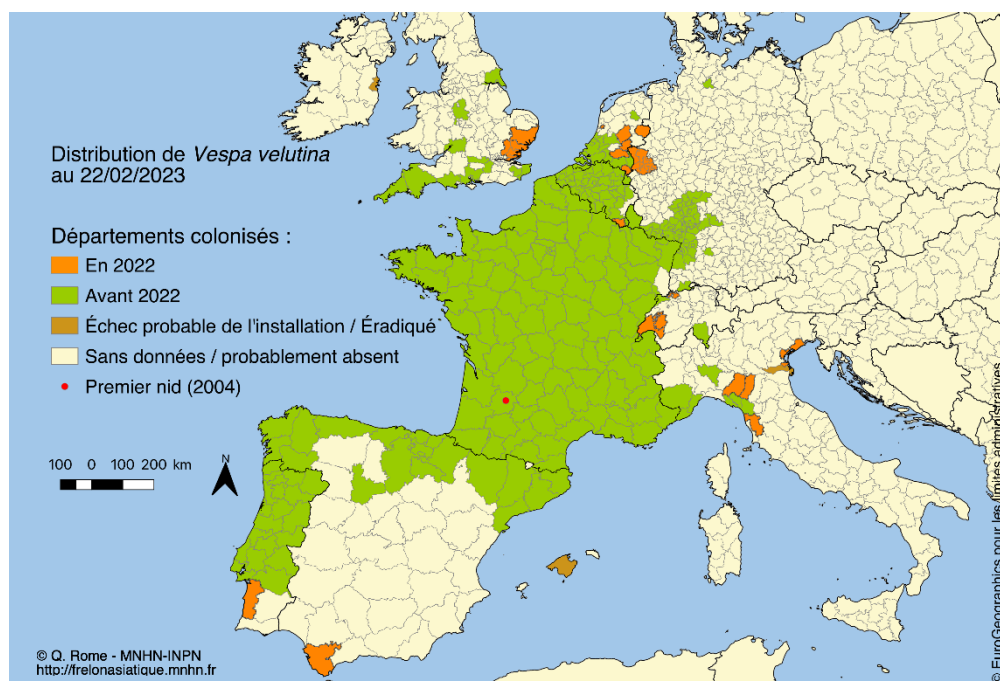 Distribution de Vespa velutina
au 22/02/2023
Départements colonisés :
En 2022
Avant 2022
Échec probable de l'installation / Éradiqué
Sans données / probablement absent
Premier nid (2004)
100 0 100 200 km
N
© Q. Rome - MNHN-INPN
http://frelonasiatique.mnhn.fr
© EuroGeographics pour les limites administratives